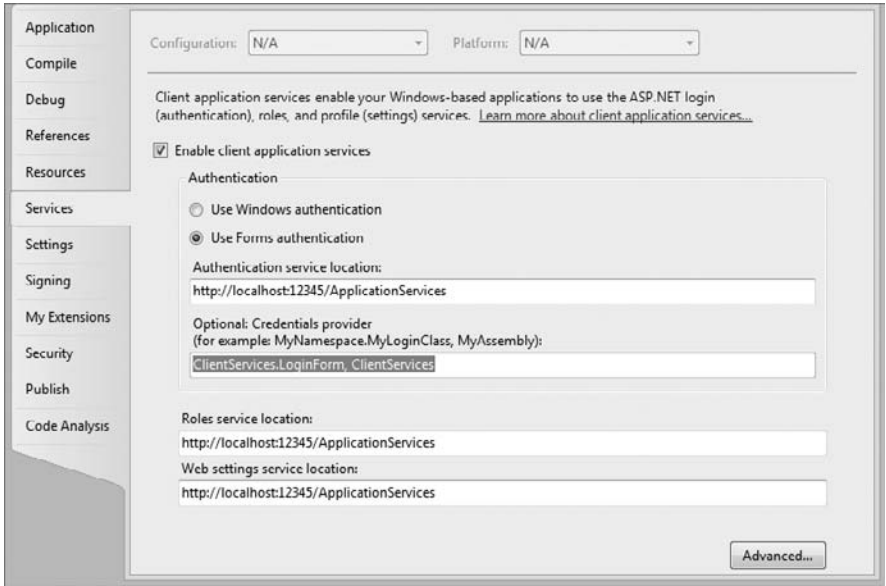 Application
Compile
Debug
References
Resources
Services
Settings
Signing
My Extensions
Security
Publish
Code Analysis
Configuration: N/A Platform: N/A
Client application services enable your Windows-based applications to use the ASP.NET login
(authentication), roles, and profile (settings) services. Learn more about client application services...
Enable client application services
Authentication
Use Windows authentication
Use Forms authentication
Authentication service location:
http://localhost:12345/ApplicationServices
Optional: Credentials provider
(for example: MyNamespace.MyLoginClass, MyAssembly):
ClientServices.LoginForm, ClientServices
Roles service location:
http://localhost:12345/ApplicationServices
Web settings service location:
http://localhost:12345/ApplicationServices
Advanced...